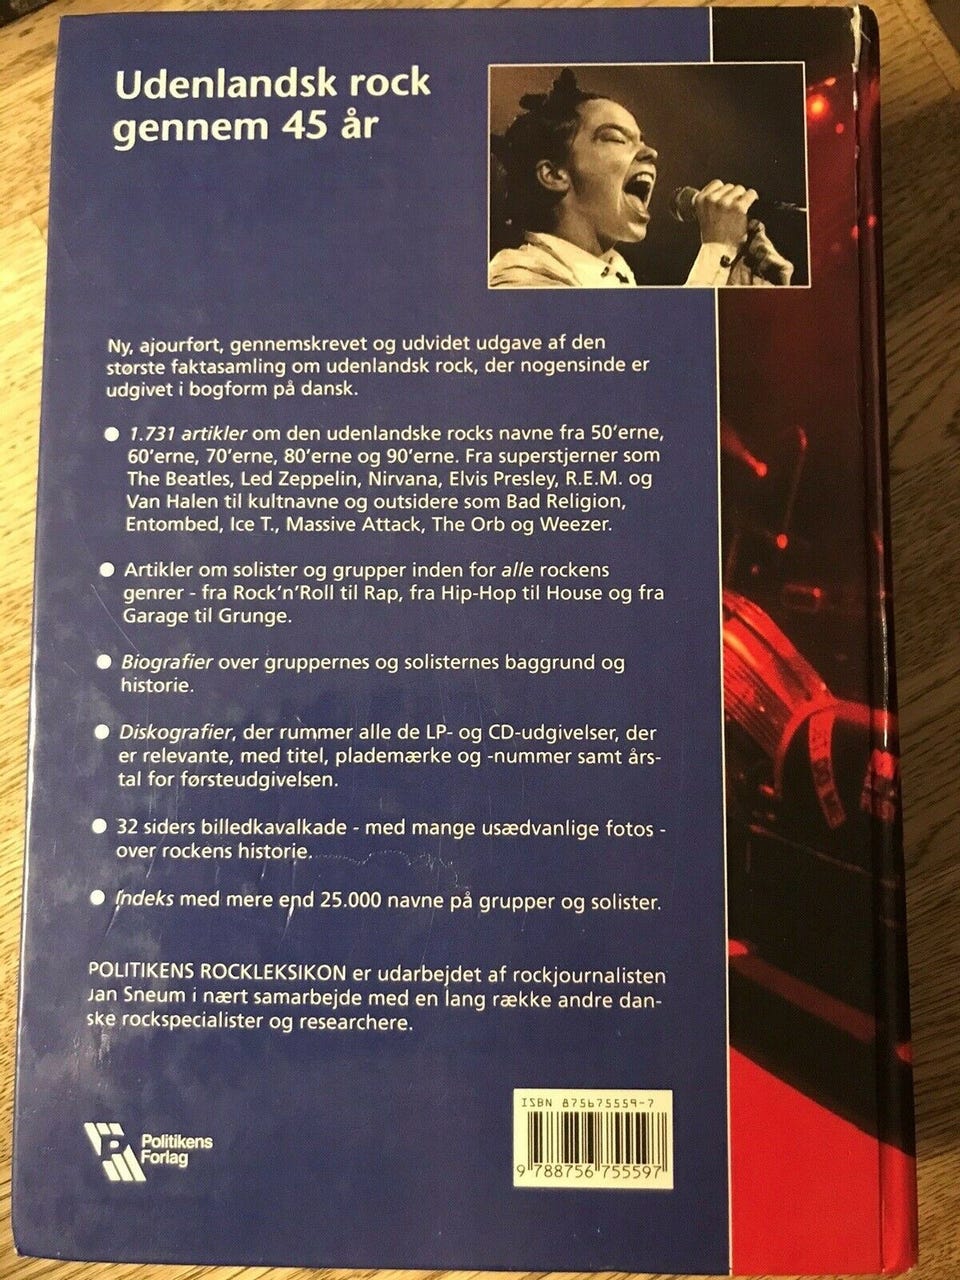 Udenlandsk rock
gennem 45 år
Ny, ajourført, gennemskrevet og udvidet udgave af den
største faktasamling om udenlandsk rock, der nogensinde er
udgivet i bogform på dansk.
● 1.731 artikler om den udenlandske rocks navne fra 50'erne,
60'erne, 70'erne, 80'erne og 90'erne. Fra superstjerner som
The Beatles, Led Zeppelin, Nirvana, Elvis Presley, R.E.M. og
Van Halen til kultnavne og outsidere som Bad Religion,
Entombed, Ice T., Massive Attack, The Orb og Weezer.
● Artikler om solister og grupper inden for alle rockens
genrer - fra Rock'n'Roll til Rap, fra Hip-Hop til House og fra
Garage til Grunge.
● Biografier over gruppernes og solisternes baggrund og
historie.
● Diskografier, der rummer alle de LP- og CD-udgivelser, der
er relevante, med titel, plademærke og -nummer samt års-
tal for førsteudgivelsen.
● 32 siders billedkavalkade - med mange usædvanlige fotos -
over rockens historie.
● Indeks med mere end 25.000 navne på grupper og solister.
POLITIKENS ROCKLEKSIKON er udarbejdet af rockjournalisten
Jan Sneum i nært samarbejde med en lang række andre dan-
ske rockspecialister og researchere.
ISBN 875675559-7
9 788756 755597
Politikens
Forlag